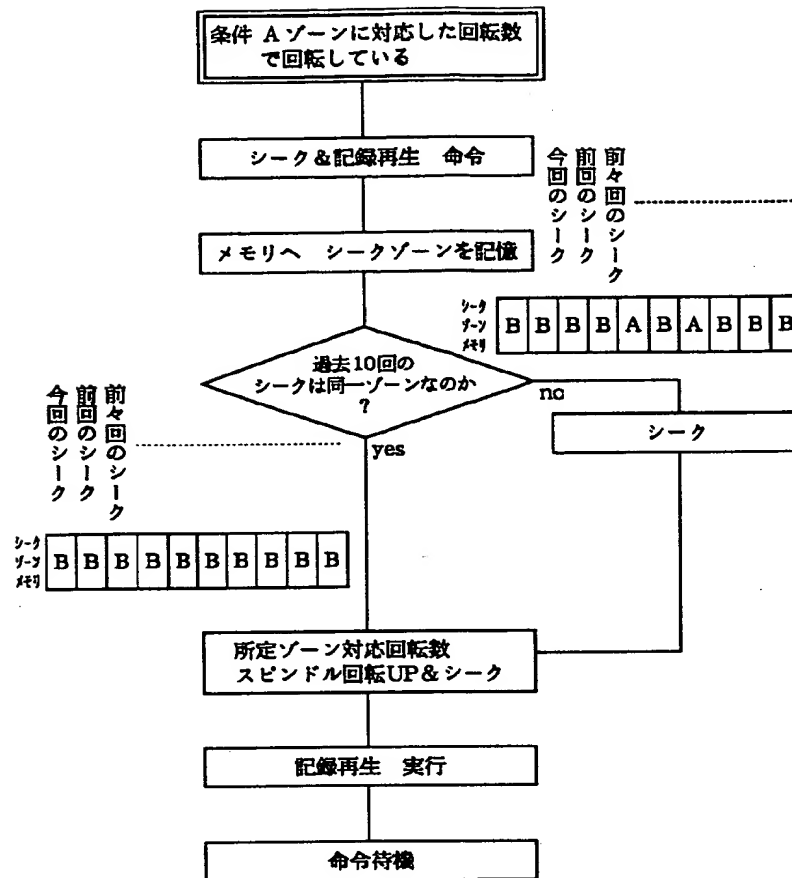 条件 Aゾーンに対応した回転数
で回転している
シーク&記録再生 命令
メモリへ シークゾーンを記憶
前々回のシーク
前回のシーク
今回のシーク
シーク
ゾーン
メモリ
B B B B A B A B B B
過去10回の
シークは同一ゾーンなのか
?
no
シーク
yes
前々回のシーク
前回のシーク
今回のシーク
シーク
ゾーン
メモリ
B B B B B B B B B B
所定ゾーン対応回転数
スピンドル回転UP&シーク
記録再生 実行
命令待機